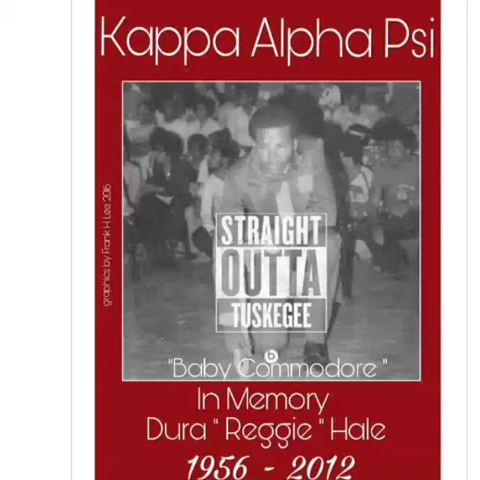 Kappa Alpha Psi
graphics by Frank H. Lee 2016
STRAIGHT
OUTTA
TUSKEGEE
b
"Baby Commodore"
In Memory
Dura "Reggie" Hale
1956 - 2012